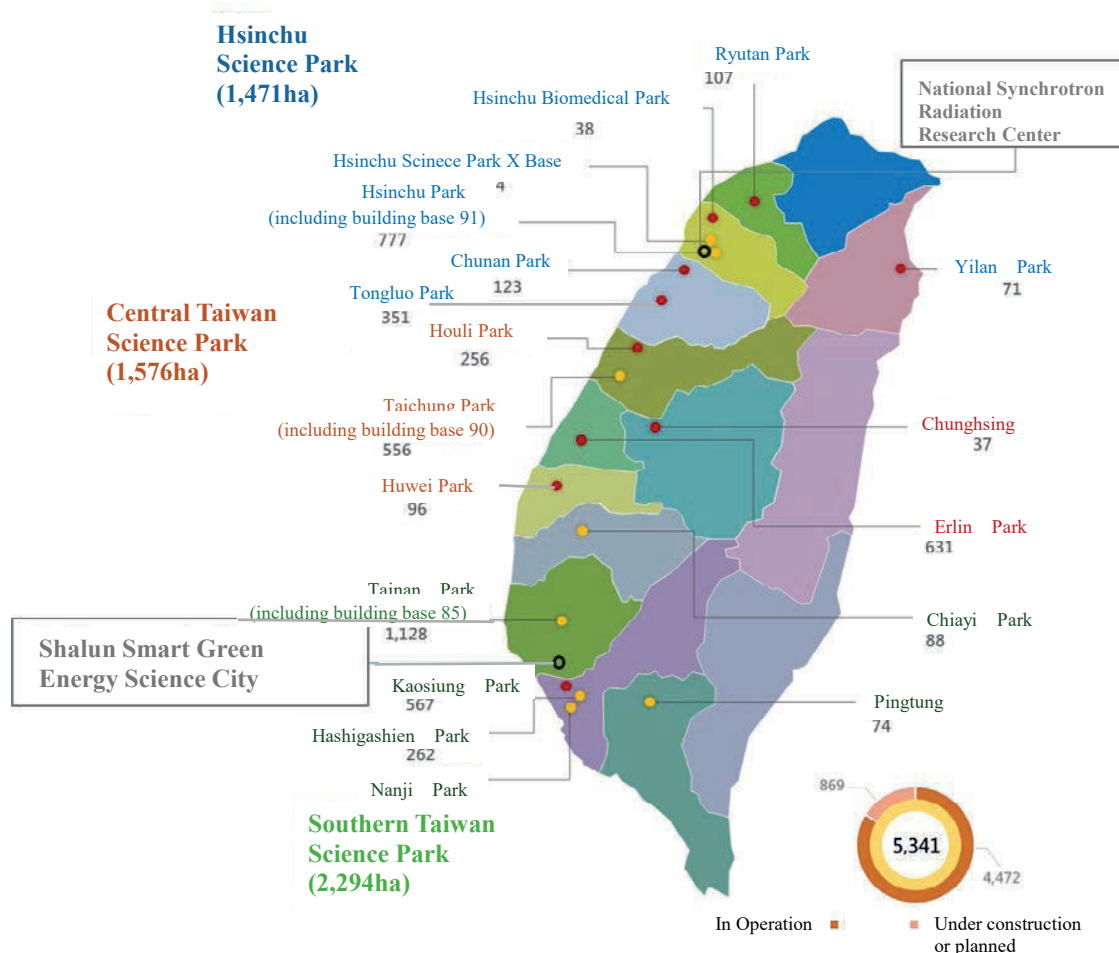 Hsinchu
Science Park
(1,471ha)
Ryutan Park
107
Hsinchu Biomedical Park
38
Hsinchu Scinece Park X Base
4
Hsinchu Park
(including building base 91)
777
Chunan Park
123
Tongluo Park
351
National Synchrotron
Radiation
Research Center
Yilan Park
71
Central Taiwan
Science Park
(1,576ha)
Houli Park
256
Taichung Park
(including building base 90)
556
Huwei Park
96
Chunghsing
37
Erlin Park
631
Tainan Park
(including building base 85)
1,128
Shalun Smart Green
Energy Science City
Chiayi Park
88
Kaosiung Park
567
Hashigashien Park
262
Nanji Park
Pingtung
74
Southern Taiwan
Science Park
(2,294ha)
869
5,341
4,472
In Operation
Under construction
or planned